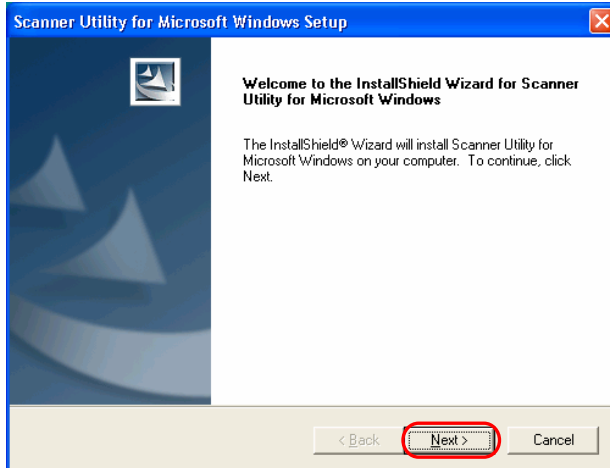 Scanner Utility for Microsoft Windows Setup
Welcome to the InstallShield Wizard for Scanner
Utility for Microsoft Windows
The InstallShield® Wizard will install Scanner Utility for
Microsoft Windows on your computer. To continue, click
Next.
< Back
Next >
Cancel